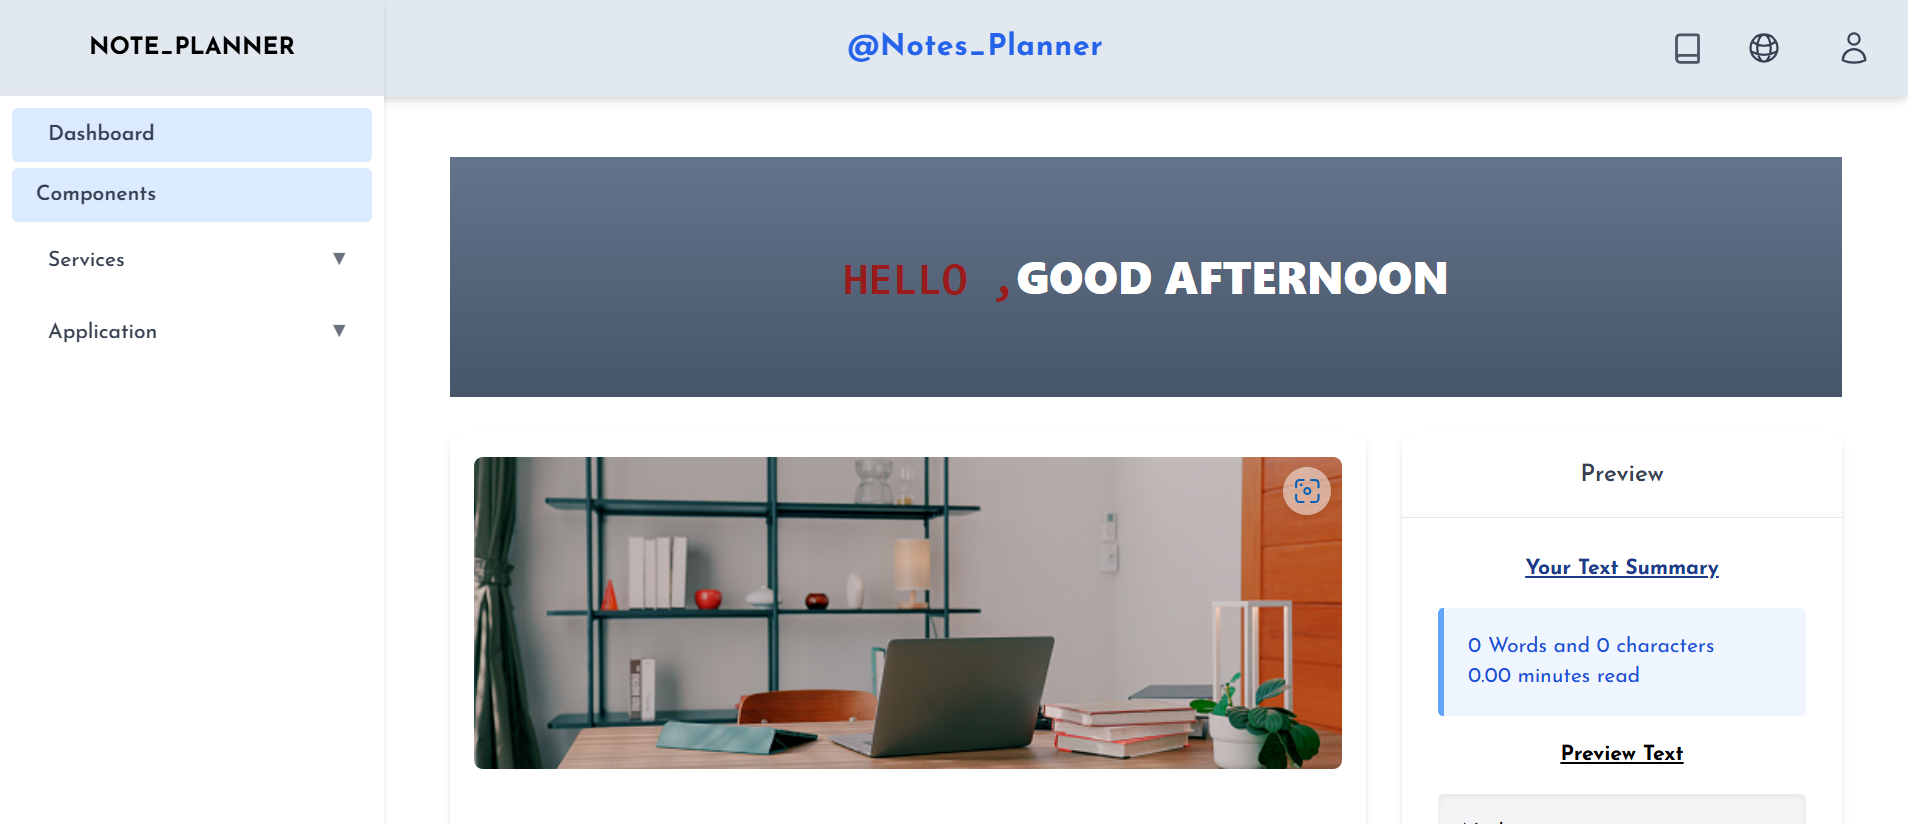 NOTE_PLANNER
@Notes_Planner
Dashboard
Components
Services
Application
HELLO ,GOOD AFTERNOON
Preview
Your Text Summary
0 Words and 0 characters
0.00 minutes read
Preview Text